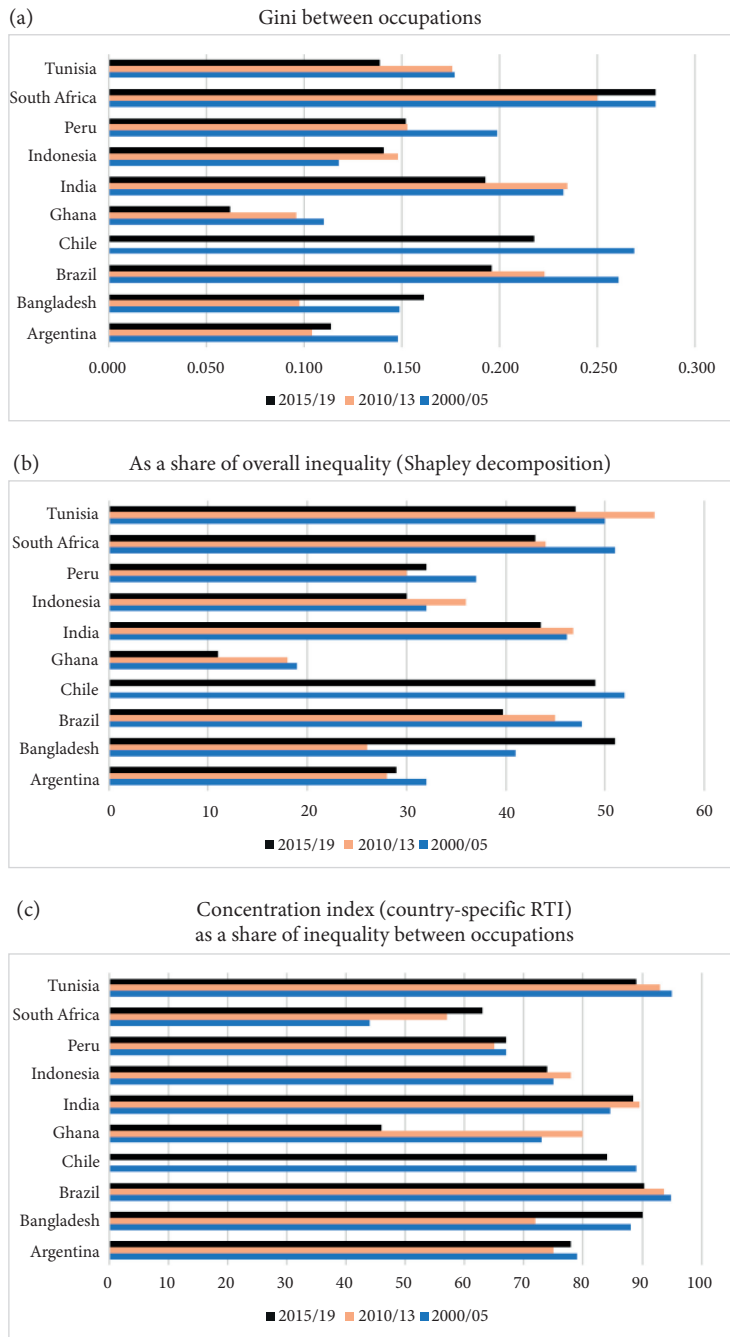 (a)
Gini between occupations
Tunisia
South Africa
Peru
Indonesia
India
Ghana
Chile
Brazil
Bangladesh
Argentina
0.000 0.050 0.100 0.150 0.200 0.250 0.300
2015/19 2010/13 2000/05
(b)
As a share of overall inequality (Shapley decomposition)
Tunisia
South Africa
Peru
Indonesia
India
Ghana
Chile
Brazil
Bangladesh
Argentina
0 10 20 30 40 50 60
2015/19 2010/13 2000/05
(c)
Concentration index (country-specific RTI)
as a share of inequality between occupations
Tunisia
South Africa
Peru
Indonesia
India
Ghana
Chile
Brazil
Bangladesh
Argentina
0 10 20 30 40 50 60 70 80 90 100
2015/19 2010/13 2000/05